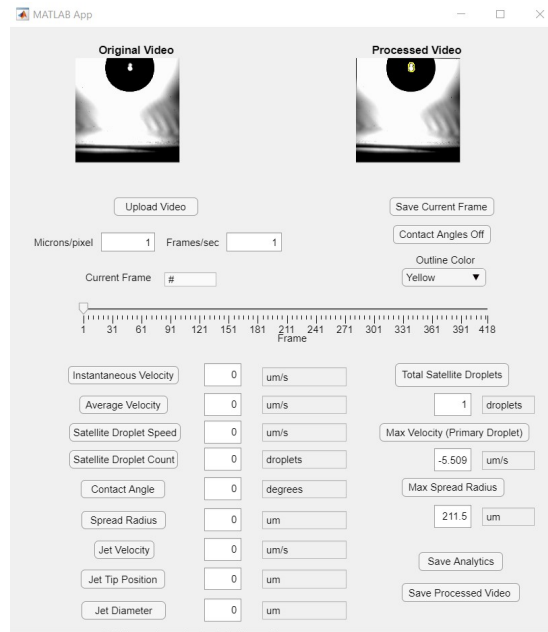 MATLAB App
Original Video
Processed Video
Upload Video
Save Current Frame
Microns/pixel 1 Frames/sec 1
Contact Angles Off
Outline Color
Current Frame #
Yellow
1 31 61 91 121 151 181 211 241 271 301 331 361 391 418
Frame
Instantaneous Velocity 0 um/s
Total Satellite Droplets
Average Velocity 0 um/s
1 droplets
Satellite Droplet Speed 0 um/s
Max Velocity (Primary Droplet)
Satellite Droplet Count 0 droplets
-5.509 um/s
Contact Angle 0 degrees
Max Spread Radius
Spread Radius 0 um
211.5 um
Jet Velocity 0 um/s
Save Analytics
Jet Tip Position 0 um
Save Processed Video
Jet Diameter 0 um